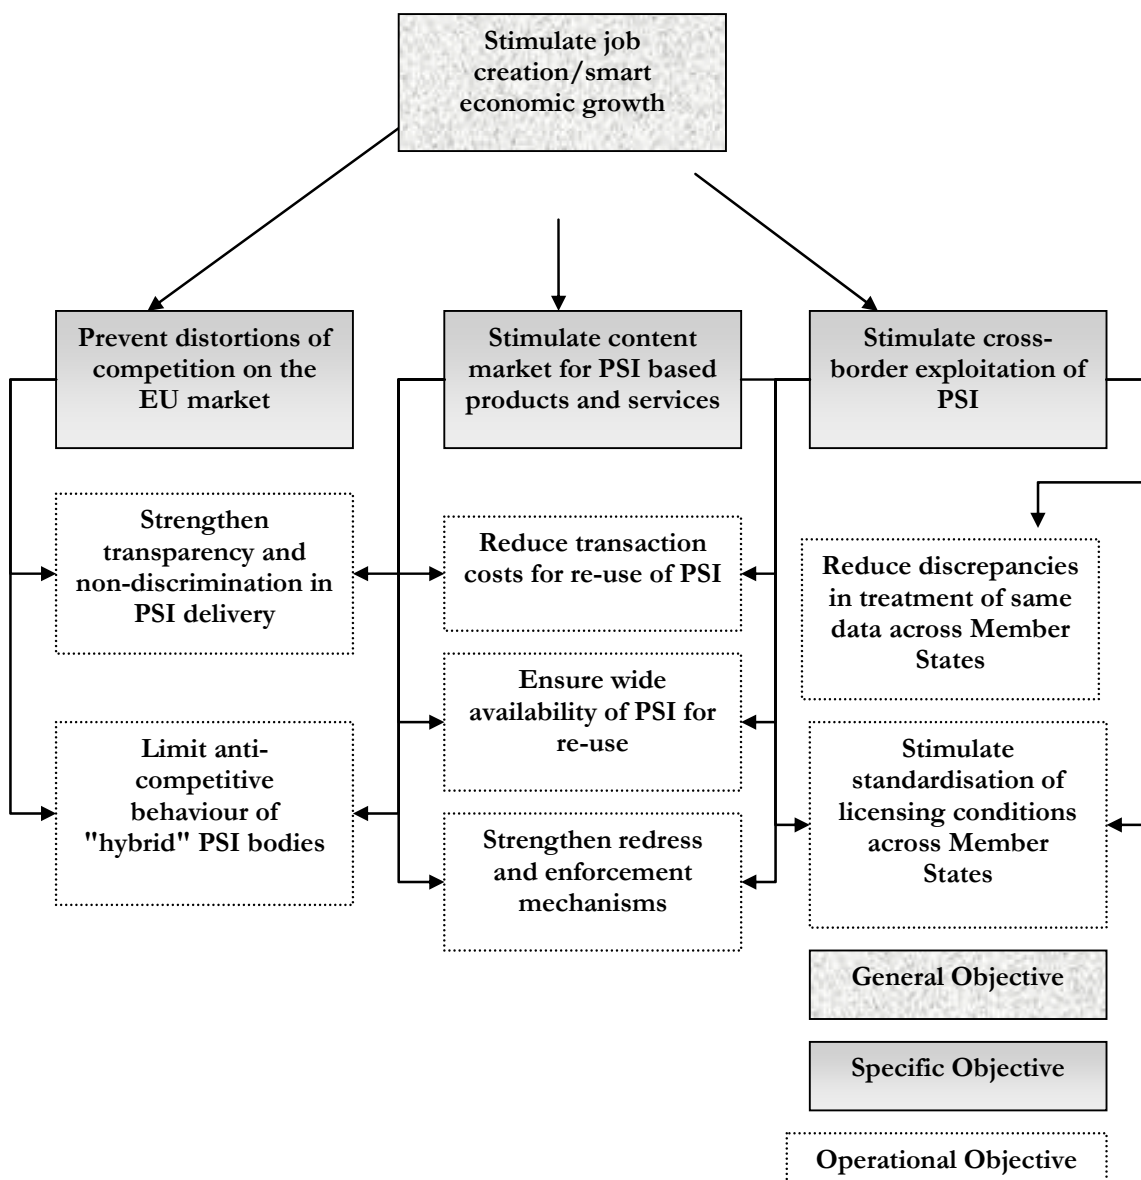 Stimulate job
creation/smart
economic growth
Prevent distortions of
competition on the
EU market
Stimulate content
market for PSI based
products and services
Stimulate cross-
border exploitation of
PSI
Strengthen
transparency and
non-discrimination in
PSI delivery
Reduce transaction
costs for re-use of PSI
Reduce discrepancies
in treatment of same
data across Member
States
Ensure wide
availability of PSI for
re-use
Limit anti-
competitive
behaviour of
"hybrid" PSI bodies
Stimulate
standardisation of
licensing conditions
across Member
States
Strengthen redress
and enforcement
mechanisms
General Objective
Specific Objective
Operational Objective